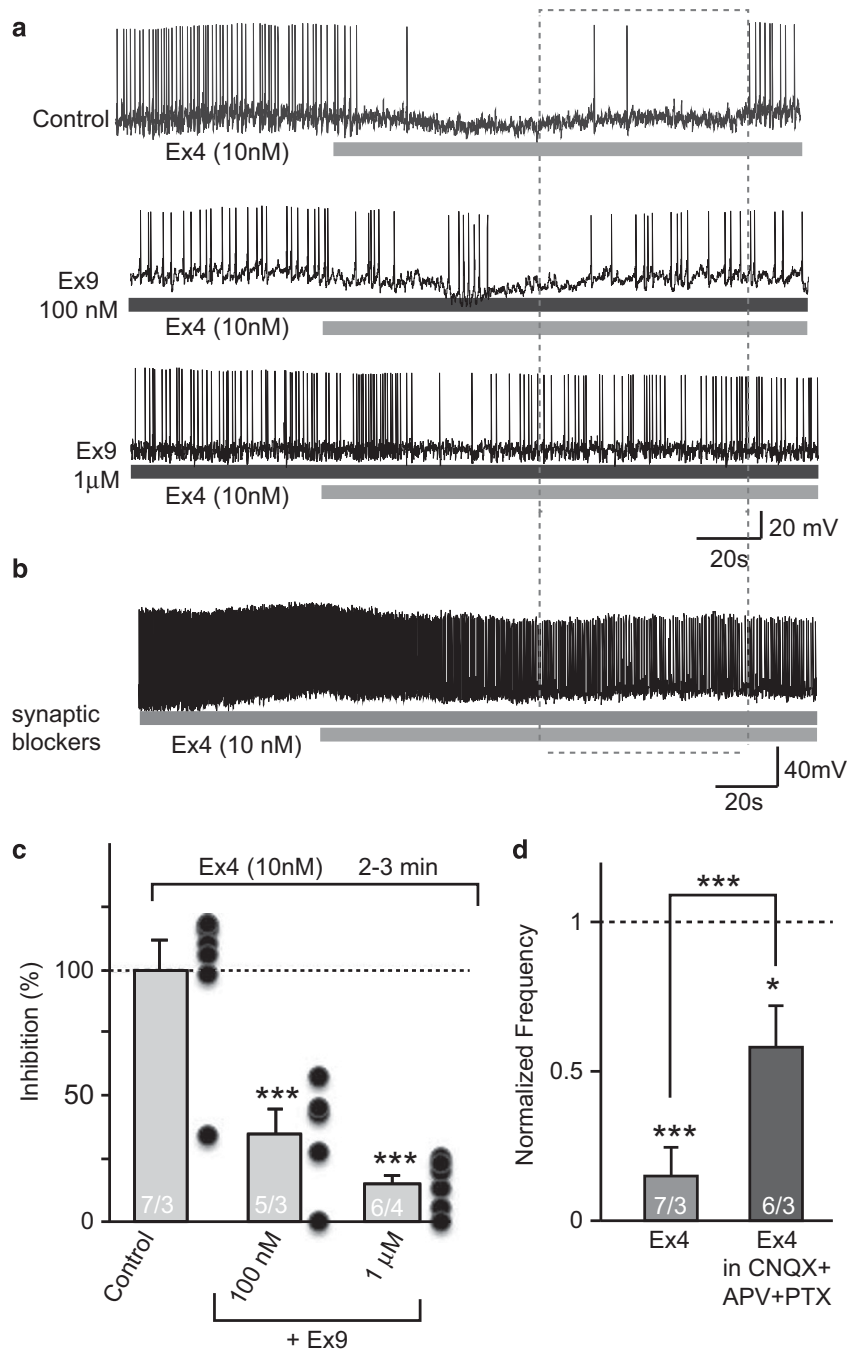 a
Control
Ex4 (10nM)
Ex9
100 nM
Ex4 (10nM)
Ex9
1μM
Ex4 (10nM)
20 mV
20s
b
synaptic
blockers
Ex4 (10 nM)
40mV
20s
c
Ex4 (10nM) 2-3 min
Inhibition (%)
100
50
0
***
***
7/3
5/3
6/4
Control
100 nM
1 μM
+ Ex9
d
Normalized Frequency
1
0.5
0
***
*
***
7/3
6/3
Ex4
Ex4
in CNQX+
APV+PTX